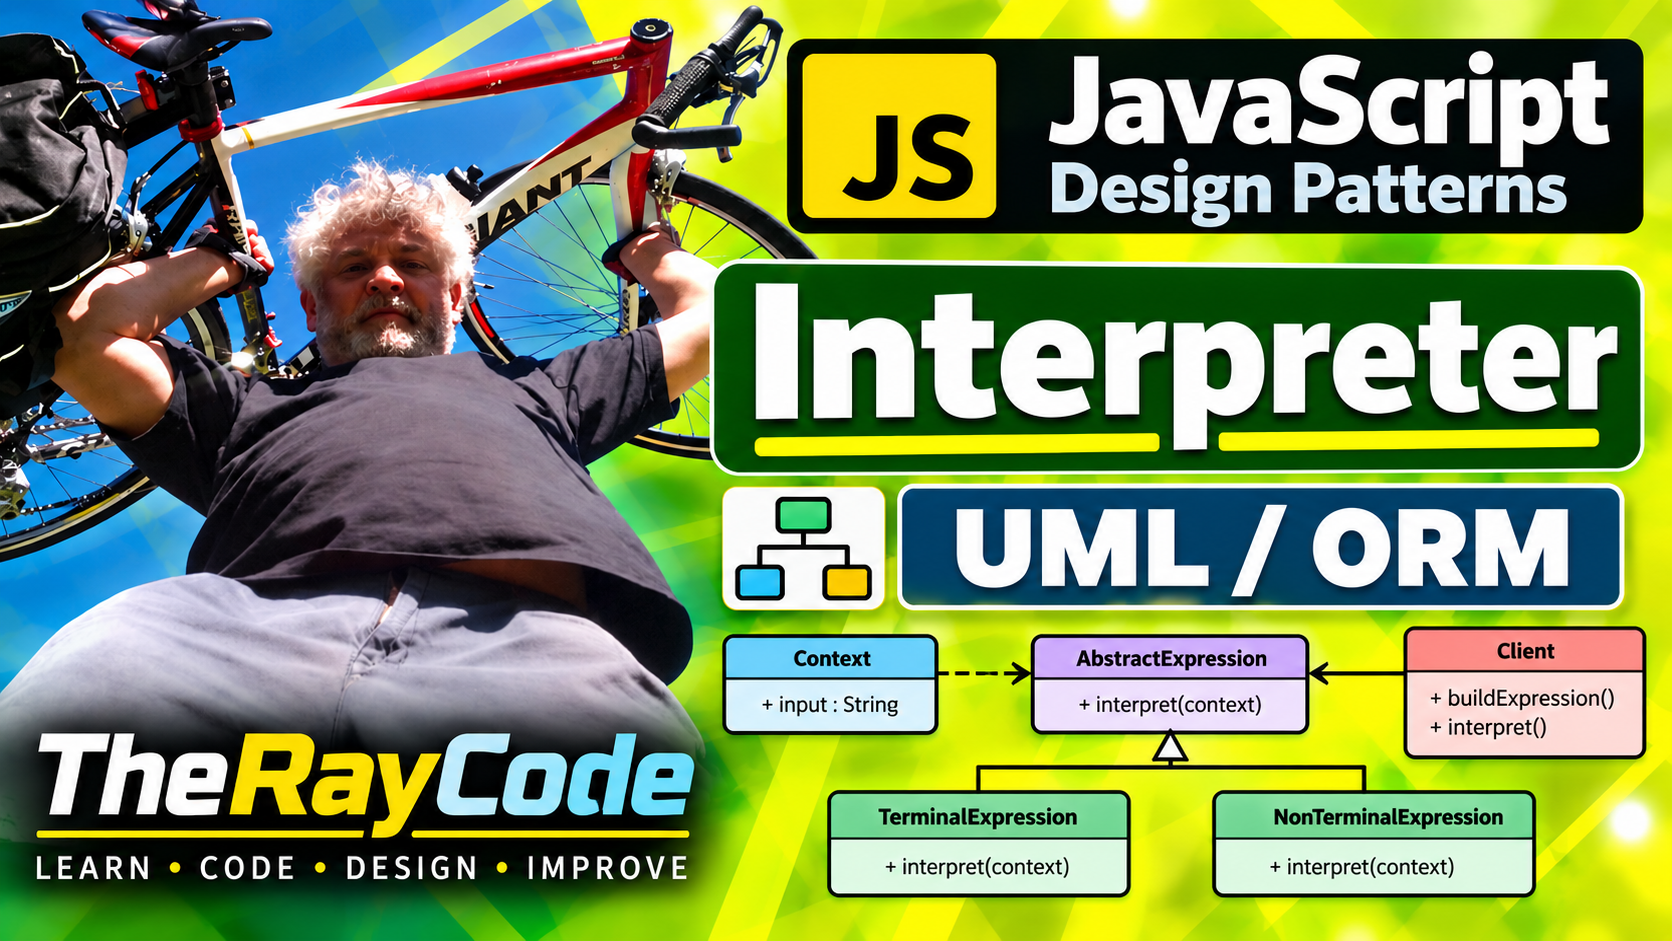 JS
JavaScript
Design Patterns
GIANT
Interpreter
UML / ORM
Context
+ input : String
AbstractExpression
+ interpret(context)
Client
+ buildExpression()
+ interpret()
TerminalExpression
+ interpret(context)
NonTerminalExpression
+ interpret(context)
TheRayCode
LEARN • CODE • DESIGN • IMPROVE